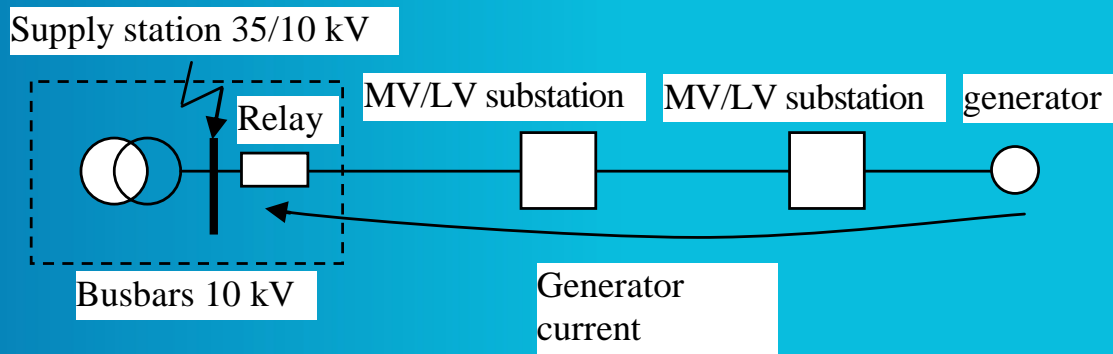 Supply station 35/10 kV
Relay
MV/LV substation
MV/LV substation
generator
Busbars 10 kV
Generator
current